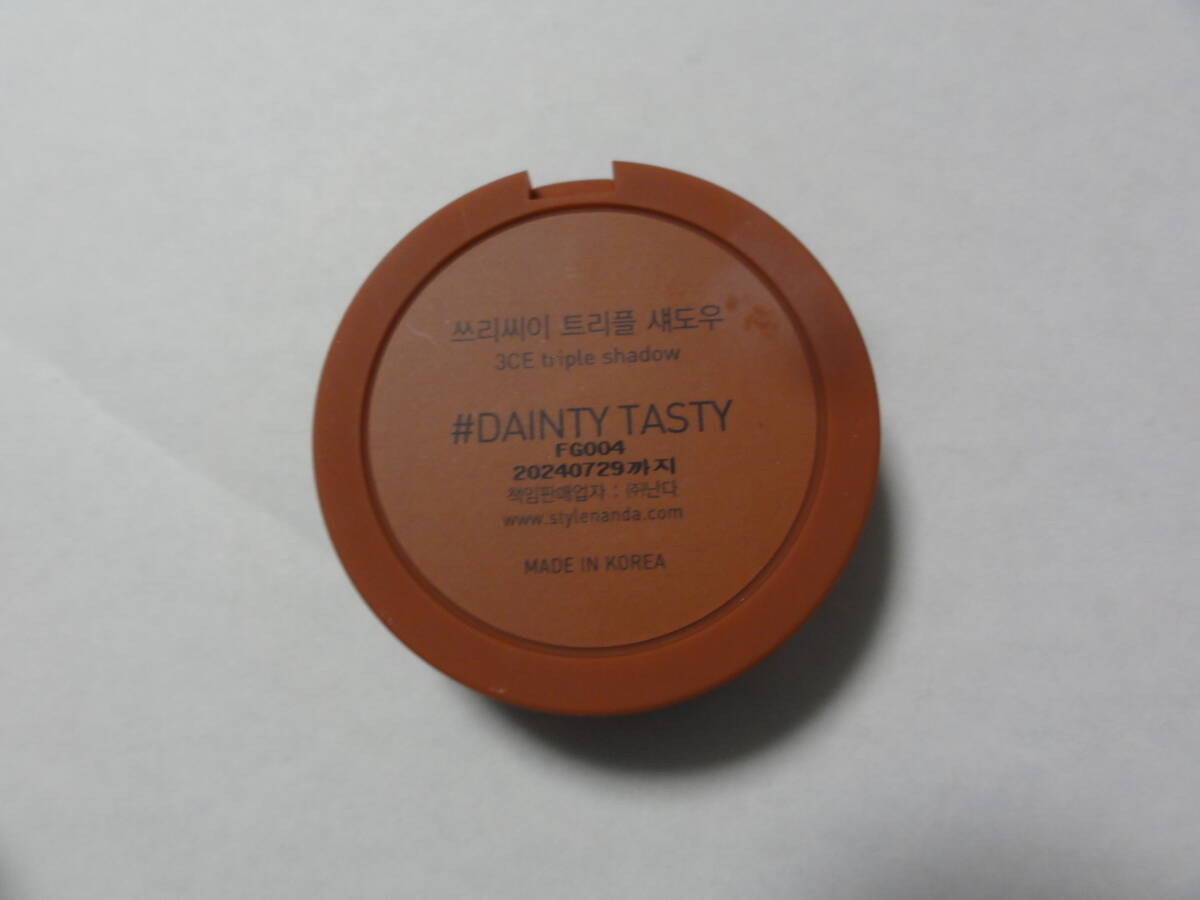 쓰리씨이 트리플 섀도우
3CE triple shadow
#DAINTY TASTY
FG004
20240729까지
책임판매업자 : ㈜난다
www.stylenanda.com
MADE IN KOREA